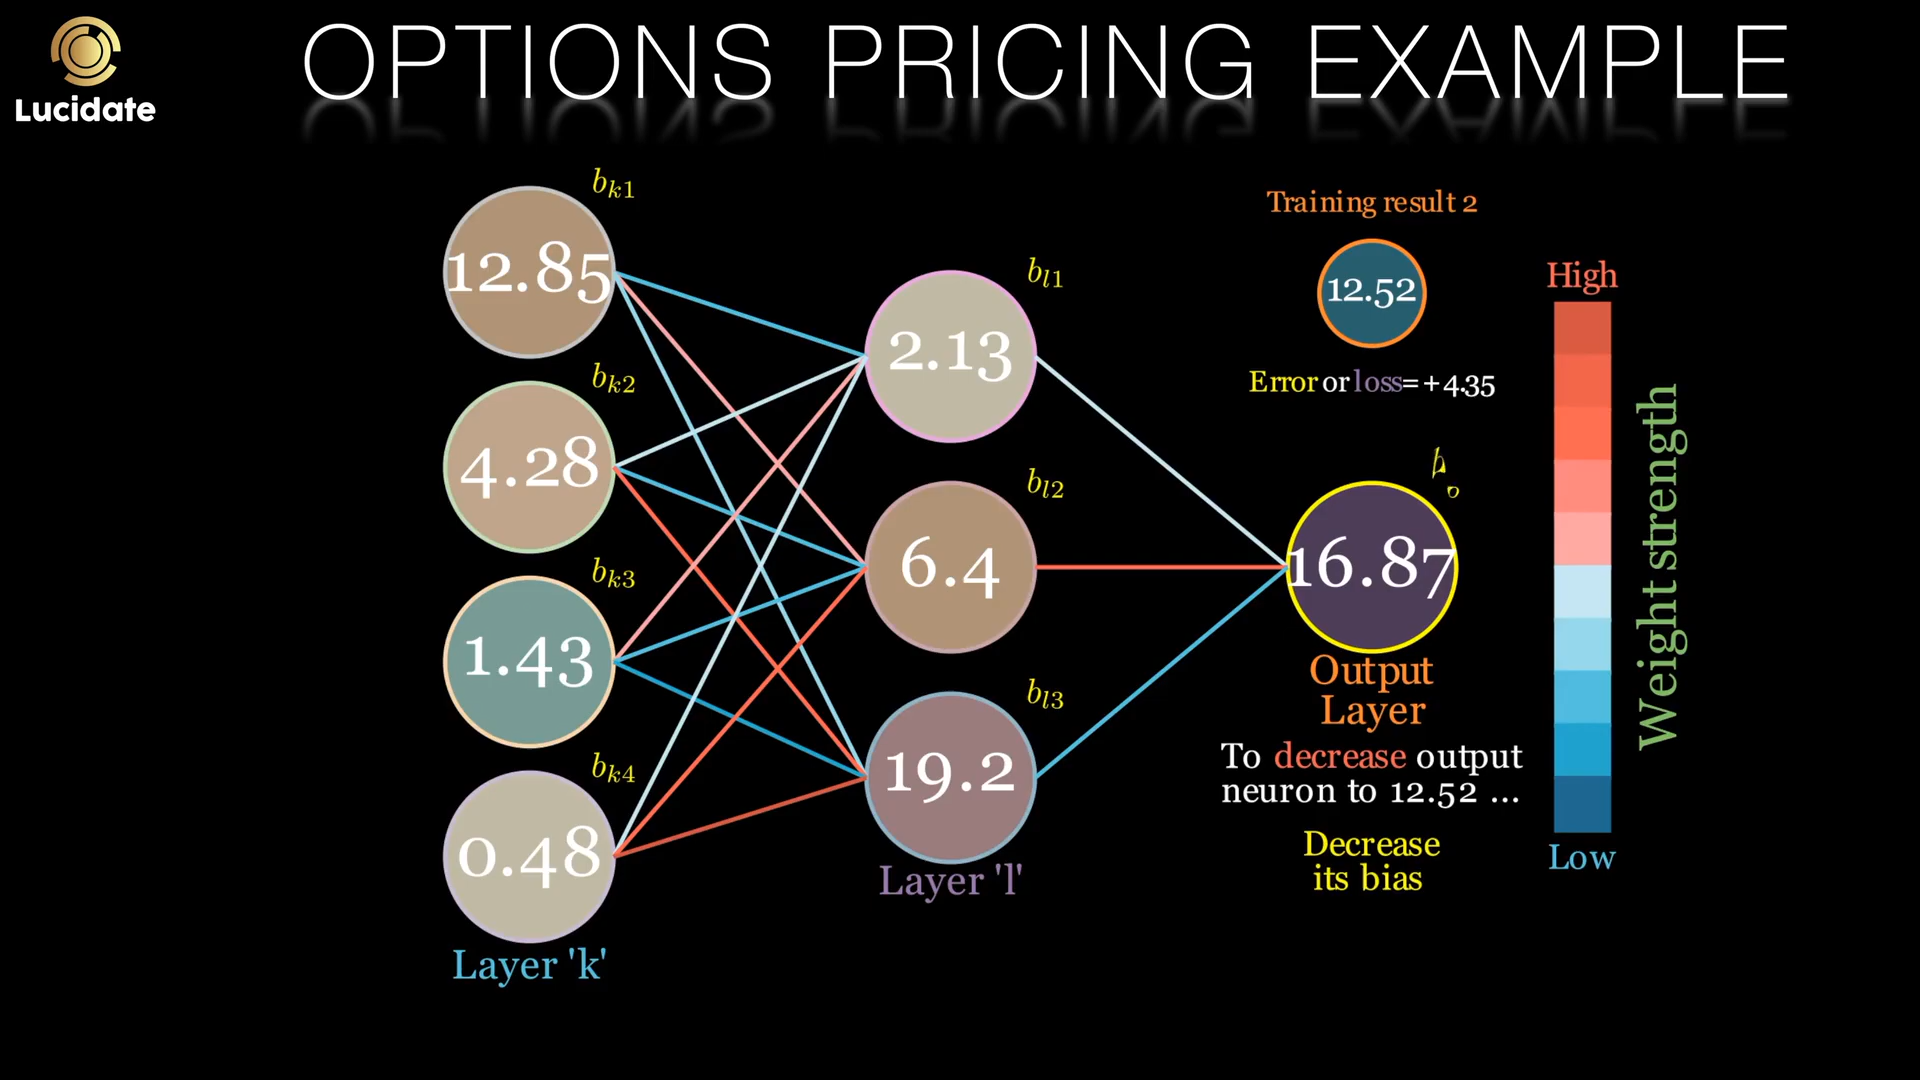 Lucidate
OPTIONS PRICING EXAMPLE
b_k1
12.85
b_k2
4.28
b_k3
1.43
b_k4
0.48
Layer 'k'
b_l1
2.13
b_l2
6.4
b_l3
19.2
Layer 'l'
Training result 2
12.52
Error or loss=+4.35
16.87
Output
Layer
To decrease output
neuron to 12.52 ...
Decrease
its bias
High
Weight strength
Low